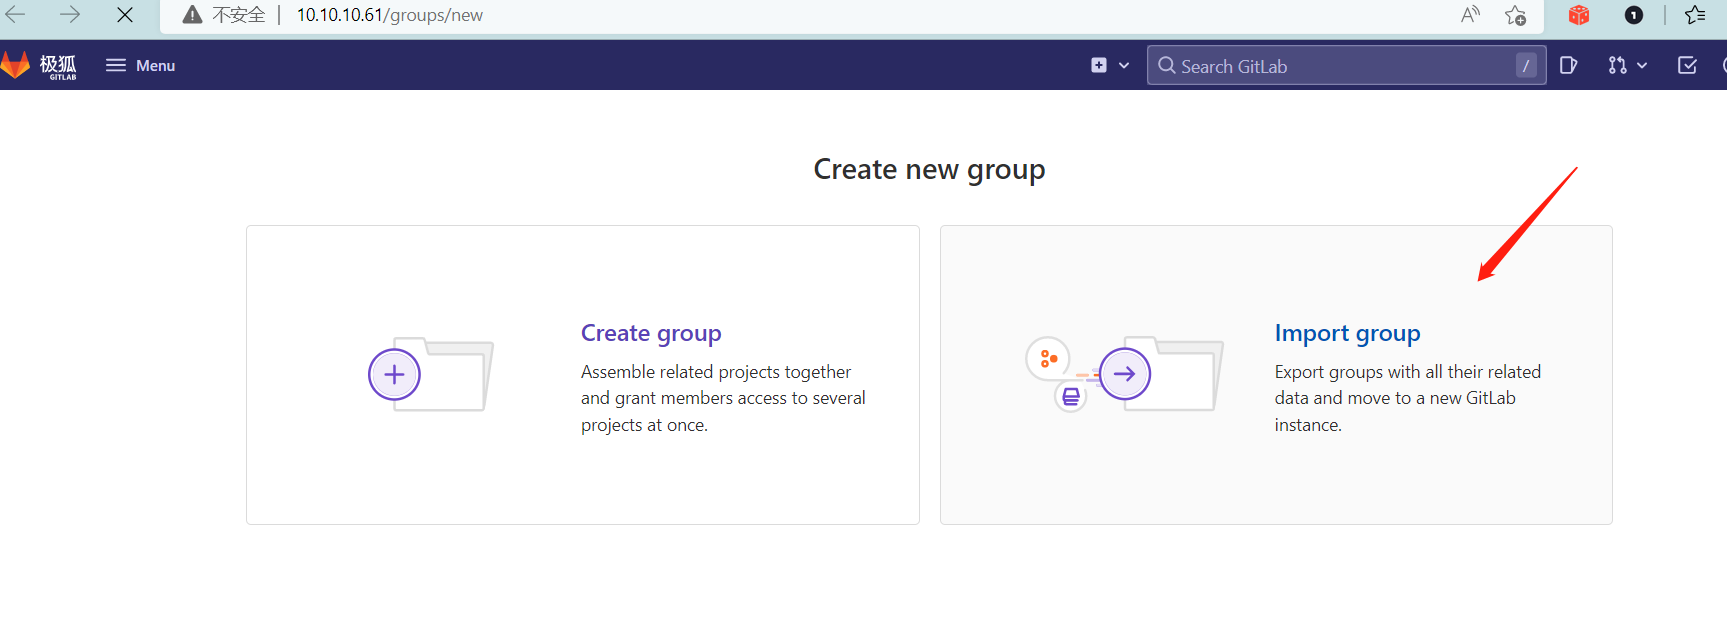 不安全 10.10.10.61/groups/new
极狐 GITLAB Menu Search GitLab /
Create new group
Create group
Assemble related projects together
and grant members access to several
projects at once.
Import group
Export groups with all their related
data and move to a new GitLab
instance.